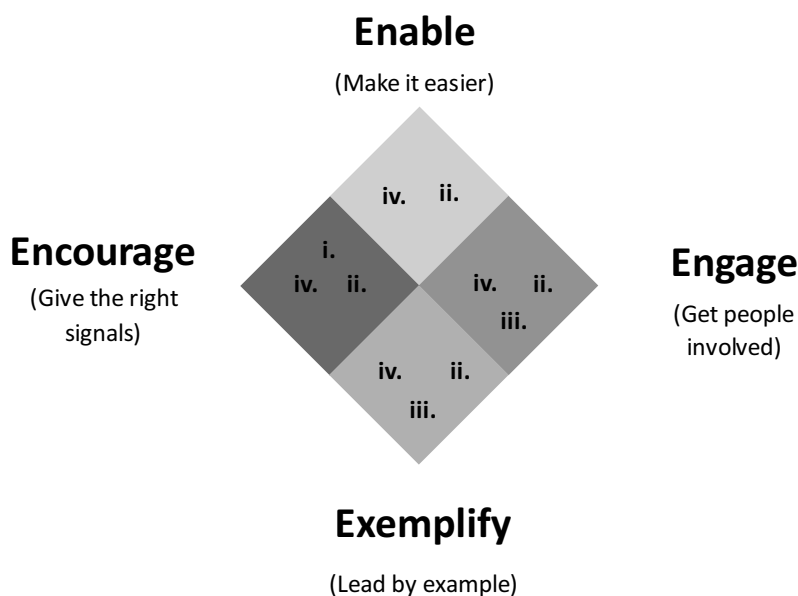 Enable
(Make it easier)
iv. ii.
Encourage
(Give the right
signals)
i.
iv. ii.
Engage
(Get people
involved)
iv. ii.
iii.
iv. ii.
iii.
Exemplify
(Lead by example)